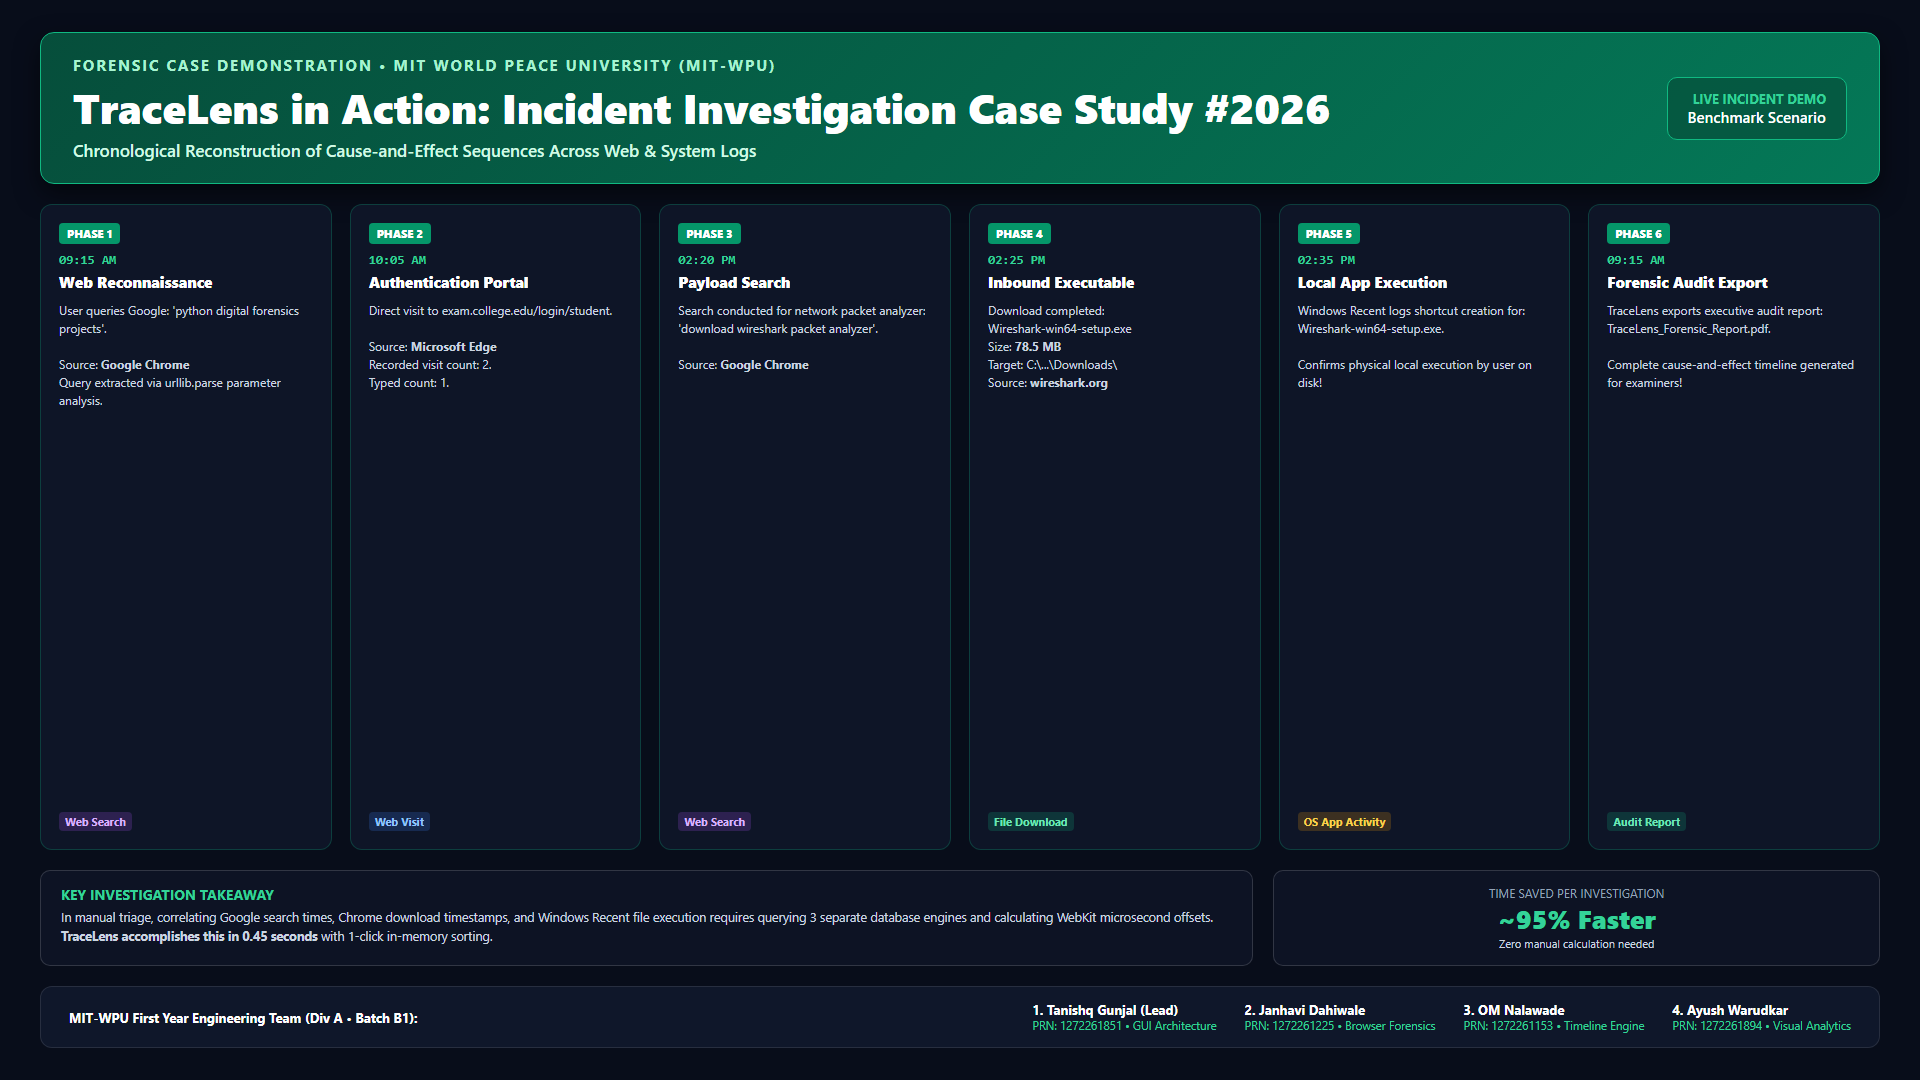 FORENSIC CASE DEMONSTRATION • MIT WORLD PEACE UNIVERSITY (MIT-WPU)
TraceLens in Action: Incident Investigation Case Study #2026
Chronological Reconstruction of Cause-and-Effect Sequences Across Web & System Logs
LIVE INCIDENT DEMO
Benchmark Scenario
PHASE 1
09:15 AM
Web Reconnaissance
User queries Google: 'python digital forensics
projects'.
Source: Google Chrome
Query extracted via urllib.parse parameter
analysis.
Web Search
PHASE 2
10:05 AM
Authentication Portal
Direct visit to exam.college.edu/login/student.
Source: Microsoft Edge
Recorded visit count: 2.
Typed count: 1.
Web Visit
PHASE 3
02:20 PM
Payload Search
Search conducted for network packet analyzer:
'download wireshark packet analyzer'.
Source: Google Chrome
Web Search
PHASE 4
02:25 PM
Inbound Executable
Download completed:
Wireshark-win64-setup.exe
Size: 78.5 MB
Target: C:\...\Downloads\
Source: wireshark.org
File Download
PHASE 5
02:35 PM
Local App Execution
Windows Recent logs shortcut creation for:
Wireshark-win64-setup.exe.
Confirms physical local execution by user on
disk!
OS App Activity
PHASE 6
09:15 AM
Forensic Audit Export
TraceLens exports executive audit report:
TraceLens_Forensic_Report.pdf.
Complete cause-and-effect timeline generated
for examiners!
Audit Report
KEY INVESTIGATION TAKEAWAY
In manual triage, correlating Google search times, Chrome download timestamps, and Windows Recent file execution requires querying 3 separate database engines and calculating WebKit microsecond offsets.
TraceLens accomplishes this in 0.45 seconds with 1-click in-memory sorting.
TIME SAVED PER INVESTIGATION
~95% Faster
Zero manual calculation needed
MIT-WPU First Year Engineering Team (Div A • Batch B1):
1. Tanishq Gunjal (Lead)
PRN: 1272261851 • GUI Architecture
2. Janhavi Dahiwale
PRN: 1272261225 • Browser Forensics
3. OM Nalawade
PRN: 1272261153 • Timeline Engine
4. Ayush Warudkar
PRN: 1272261894 • Visual Analytics